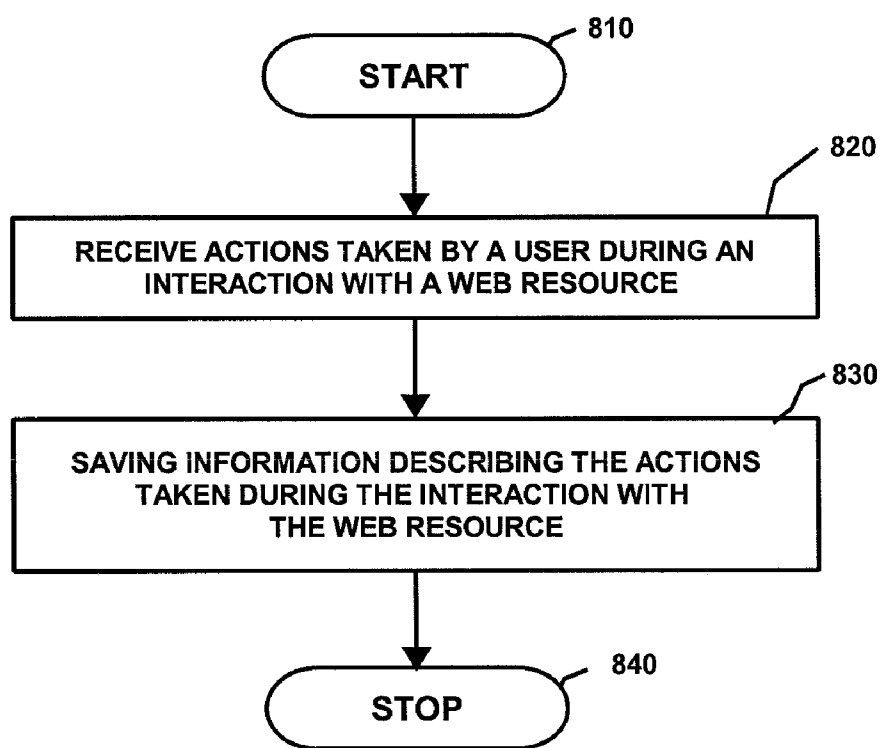 810
START
820
RECEIVE ACTIONS TAKEN BY A USER DURING AN
INTERACTION WITH A WEB RESOURCE
830
SAVING INFORMATION DESCRIBING THE ACTIONS
TAKEN DURING THE INTERACTION WITH
THE WEB RESOURCE
840
STOP